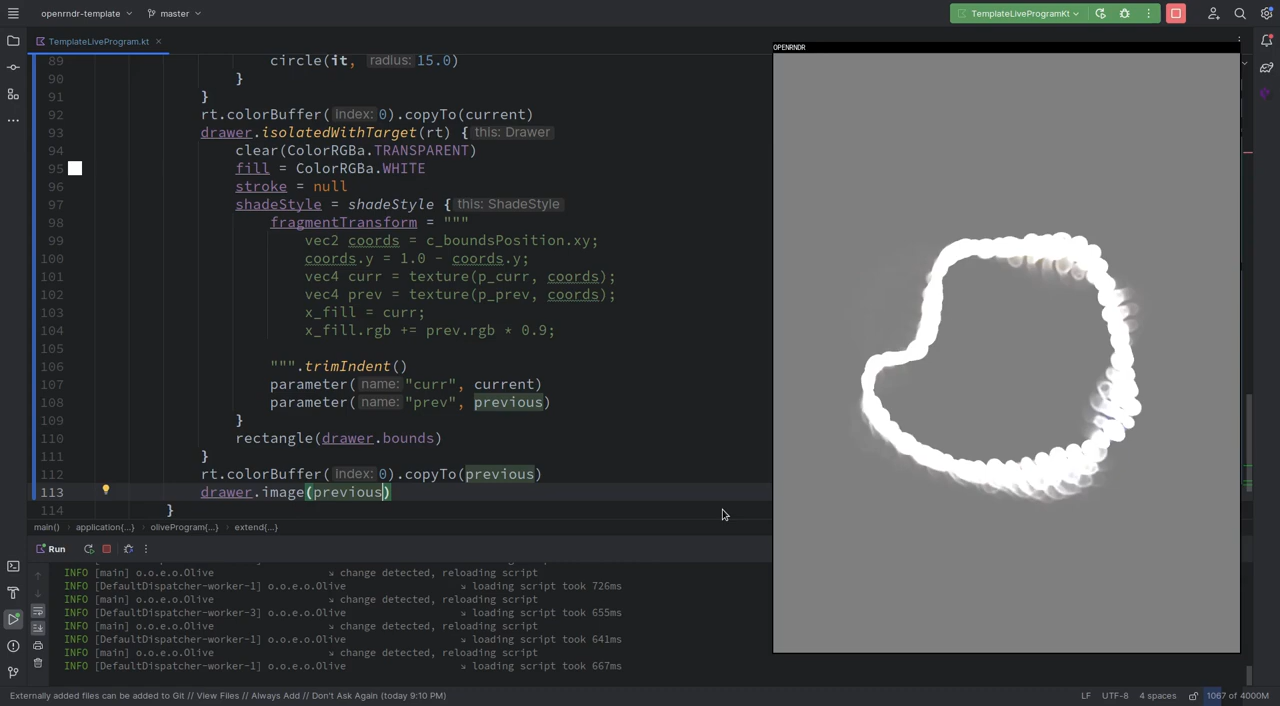 openrndr-template
master
TemplateLiveProgramKt
TemplateLiveProgram.kt
OPENRNDR
89 circle(it, radius: 15.0)
90 }
91 }
92 rt.colorBuffer( index: 0).copyTo(current)
93 drawer.isolatedWithTarget(rt) { this: Drawer
94 clear(ColorRGBa.TRANSPARENT)
95 fill = ColorRGBa.WHITE
96 stroke = null
97 shadeStyle = shadeStyle { this: ShadeStyle
98 fragmentTransform = """
99 vec2 coords = c_boundsPosition.xy;
100 coords.y = 1.0 - coords.y;
101 vec4 curr = texture(p_curr, coords);
102 vec4 prev = texture(p_prev, coords);
103 x_fill = curr;
104 x_fill.rgb += prev.rgb * 0.9;
105
106 """.trimIndent()
107 parameter( name: "curr", current)
108 parameter( name: "prev", previous)
109 }
110 rectangle(drawer.bounds)
111 }
112 rt.colorBuffer( index: 0).copyTo(previous)
113 drawer.image(previous)
114 }
main() application{...} oliveProgram{...} extend{...}
Run
INFO [main] o.o.e.o.Olive ↘ change detected, reloading script
INFO [DefaultDispatcher-worker-1] o.o.e.o.Olive ↘ loading script took 726ms
INFO [main] o.o.e.o.Olive ↘ change detected, reloading script
INFO [DefaultDispatcher-worker-3] o.o.e.o.Olive ↘ loading script took 655ms
INFO [main] o.o.e.o.Olive ↘ change detected, reloading script
INFO [DefaultDispatcher-worker-1] o.o.e.o.Olive ↘ loading script took 641ms
INFO [main] o.o.e.o.Olive ↘ change detected, reloading script
INFO [DefaultDispatcher-worker-1] o.o.e.o.Olive ↘ loading script took 667ms
Externally added files can be added to Git // View Files // Always Add // Don't Ask Again (today 9:10 PM)
LF UTF-8 4 spaces 1067 of 4000M